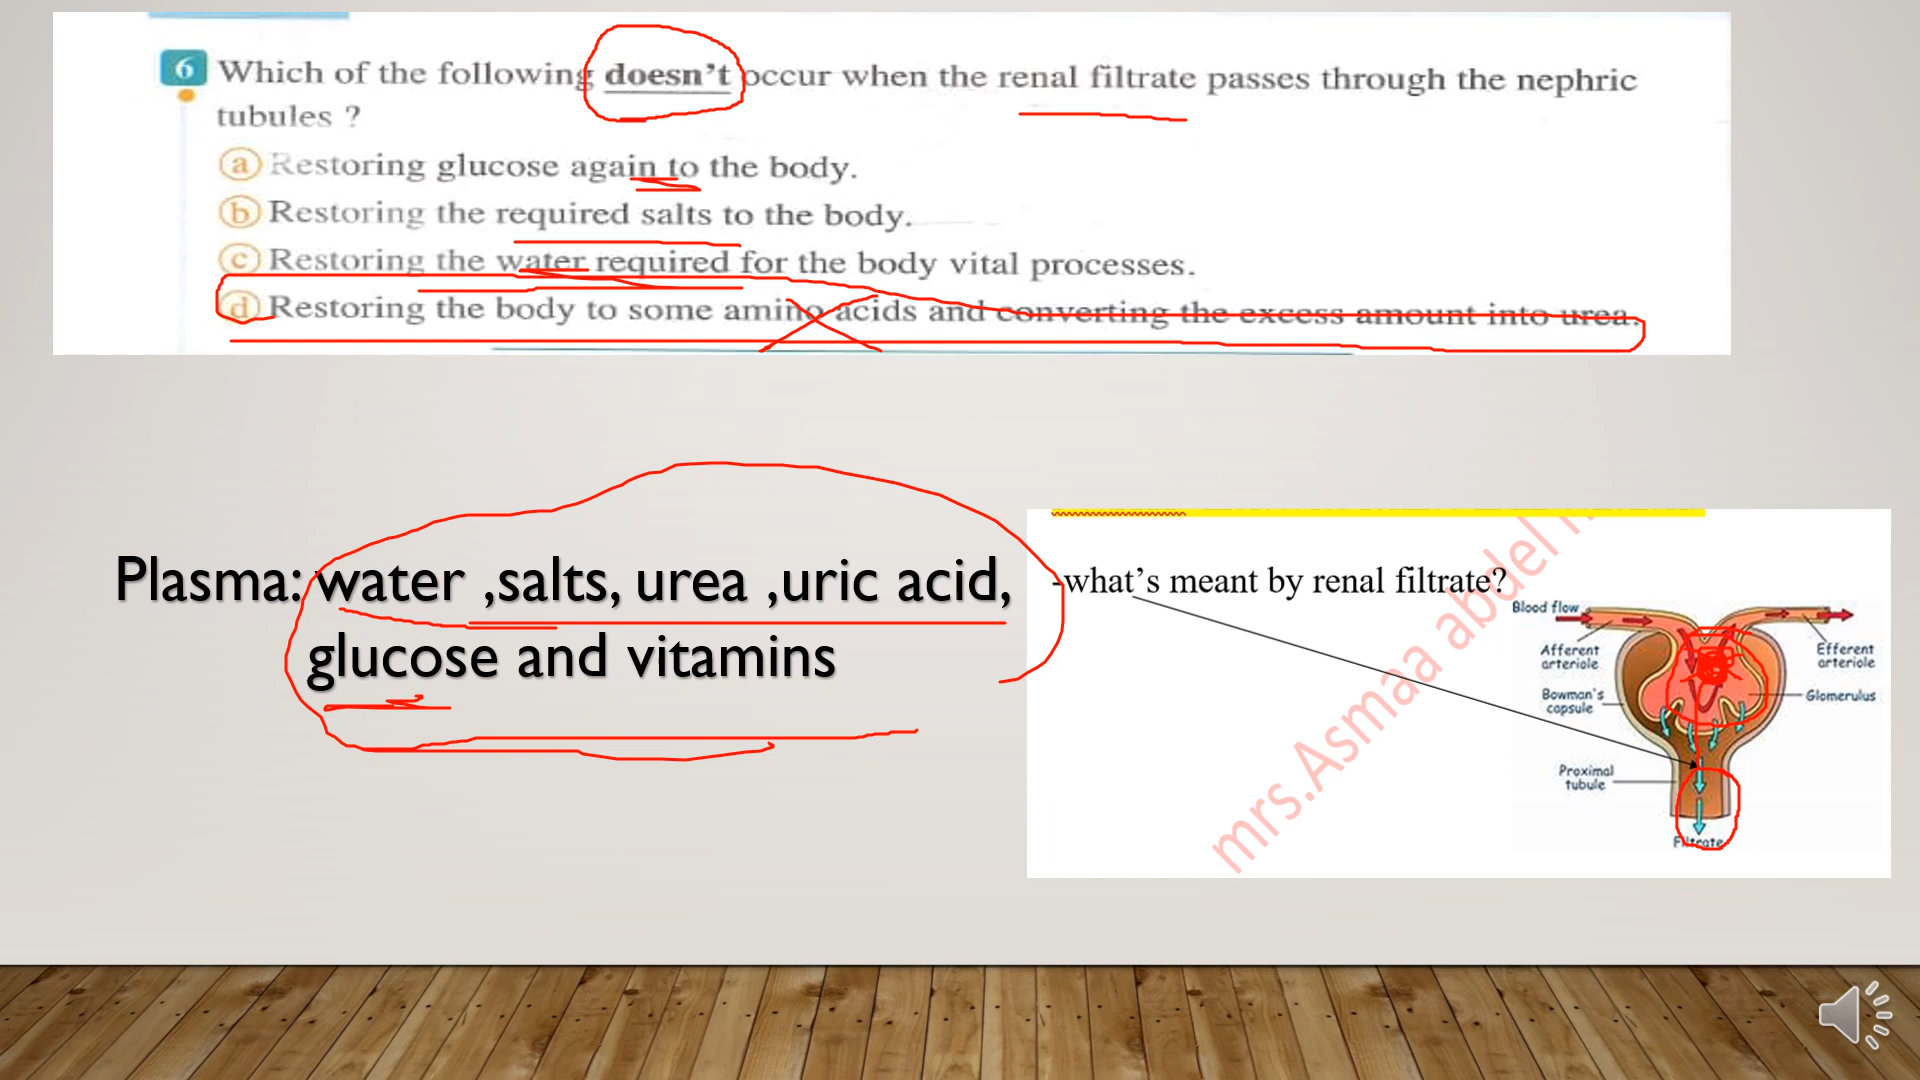 6 Which of the following doesn't occur when the renal filtrate passes through the nephric
tubules ?
a Restoring glucose again to the body.
b Restoring the required salts to the body.
c Restoring the water required for the body vital processes.
d Restoring the body to some amino acids and converting the excess amount into urea.
Plasma: water ,salts, urea ,uric acid,
glucose and vitamins
-what's meant by renal filtrate?
Blood flow
Afferent
arteriole
Efferent
arteriole
Bowman's
capsule
Glomerulus
Proximal
tubule
Filtrate
mrs.Asmaa abdel